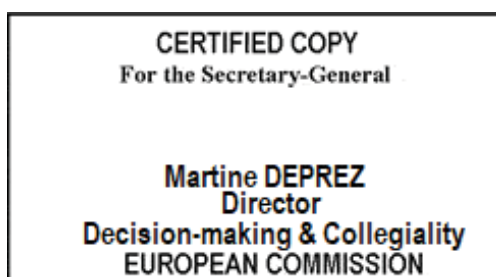 CERTIFIED COPY
For the Secretary-General
Martine DEPREZ
Director
Decision-making & Collegiality
EUROPEAN COMMISSION